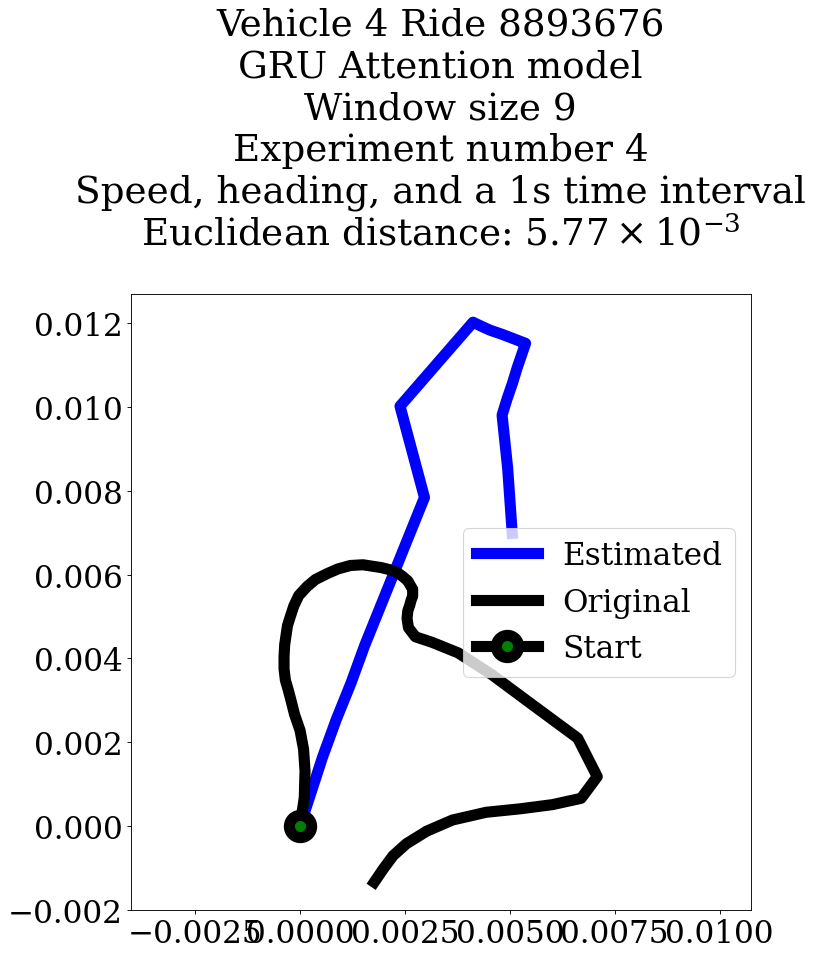 Vehicle 4 Ride 8893676
GRU Attention model
Window size 9
Experiment number 4
Speed, heading, and a 1s time interval
Euclidean distance: 5.77 × 10⁻³
0.012
0.010
0.008
0.006
0.004
0.002
0.000
−0.002
Estimated
Original
Start
−0.0025 0.0000 0.0025 0.0050 0.0075 0.0100